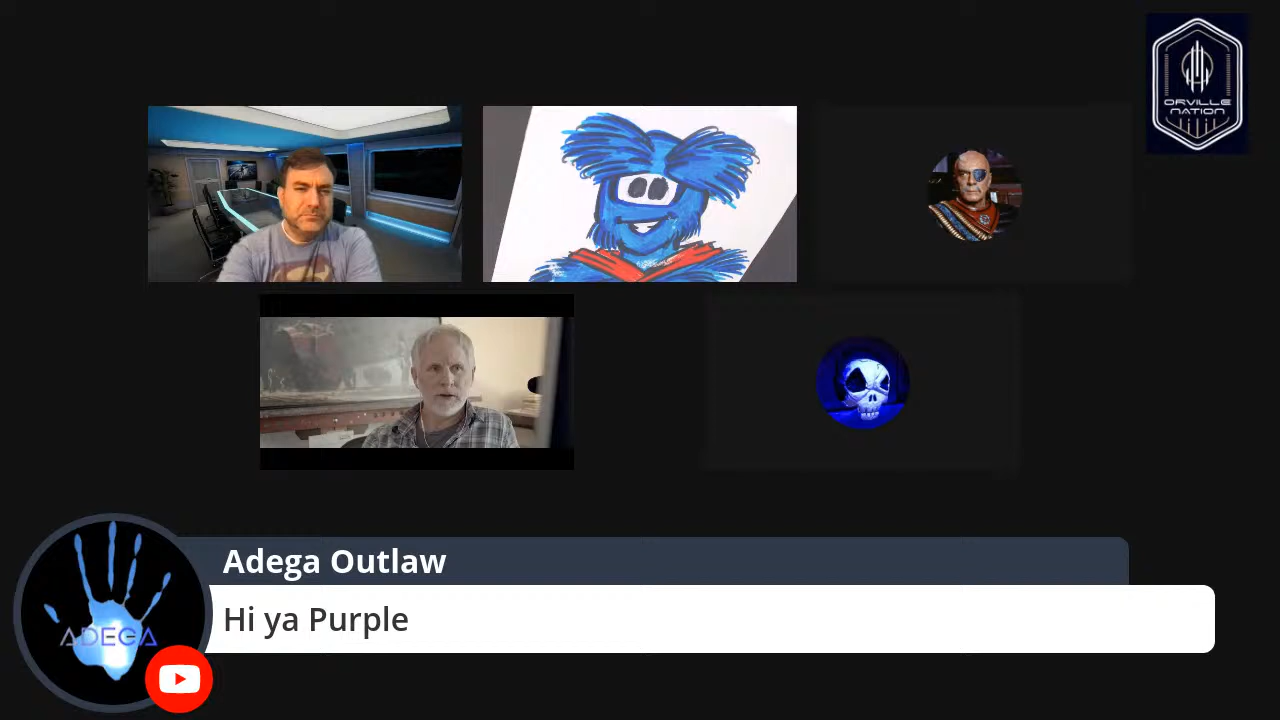 ORVILLE
NATION
Adega Outlaw
Hi ya Purple
ADEGA